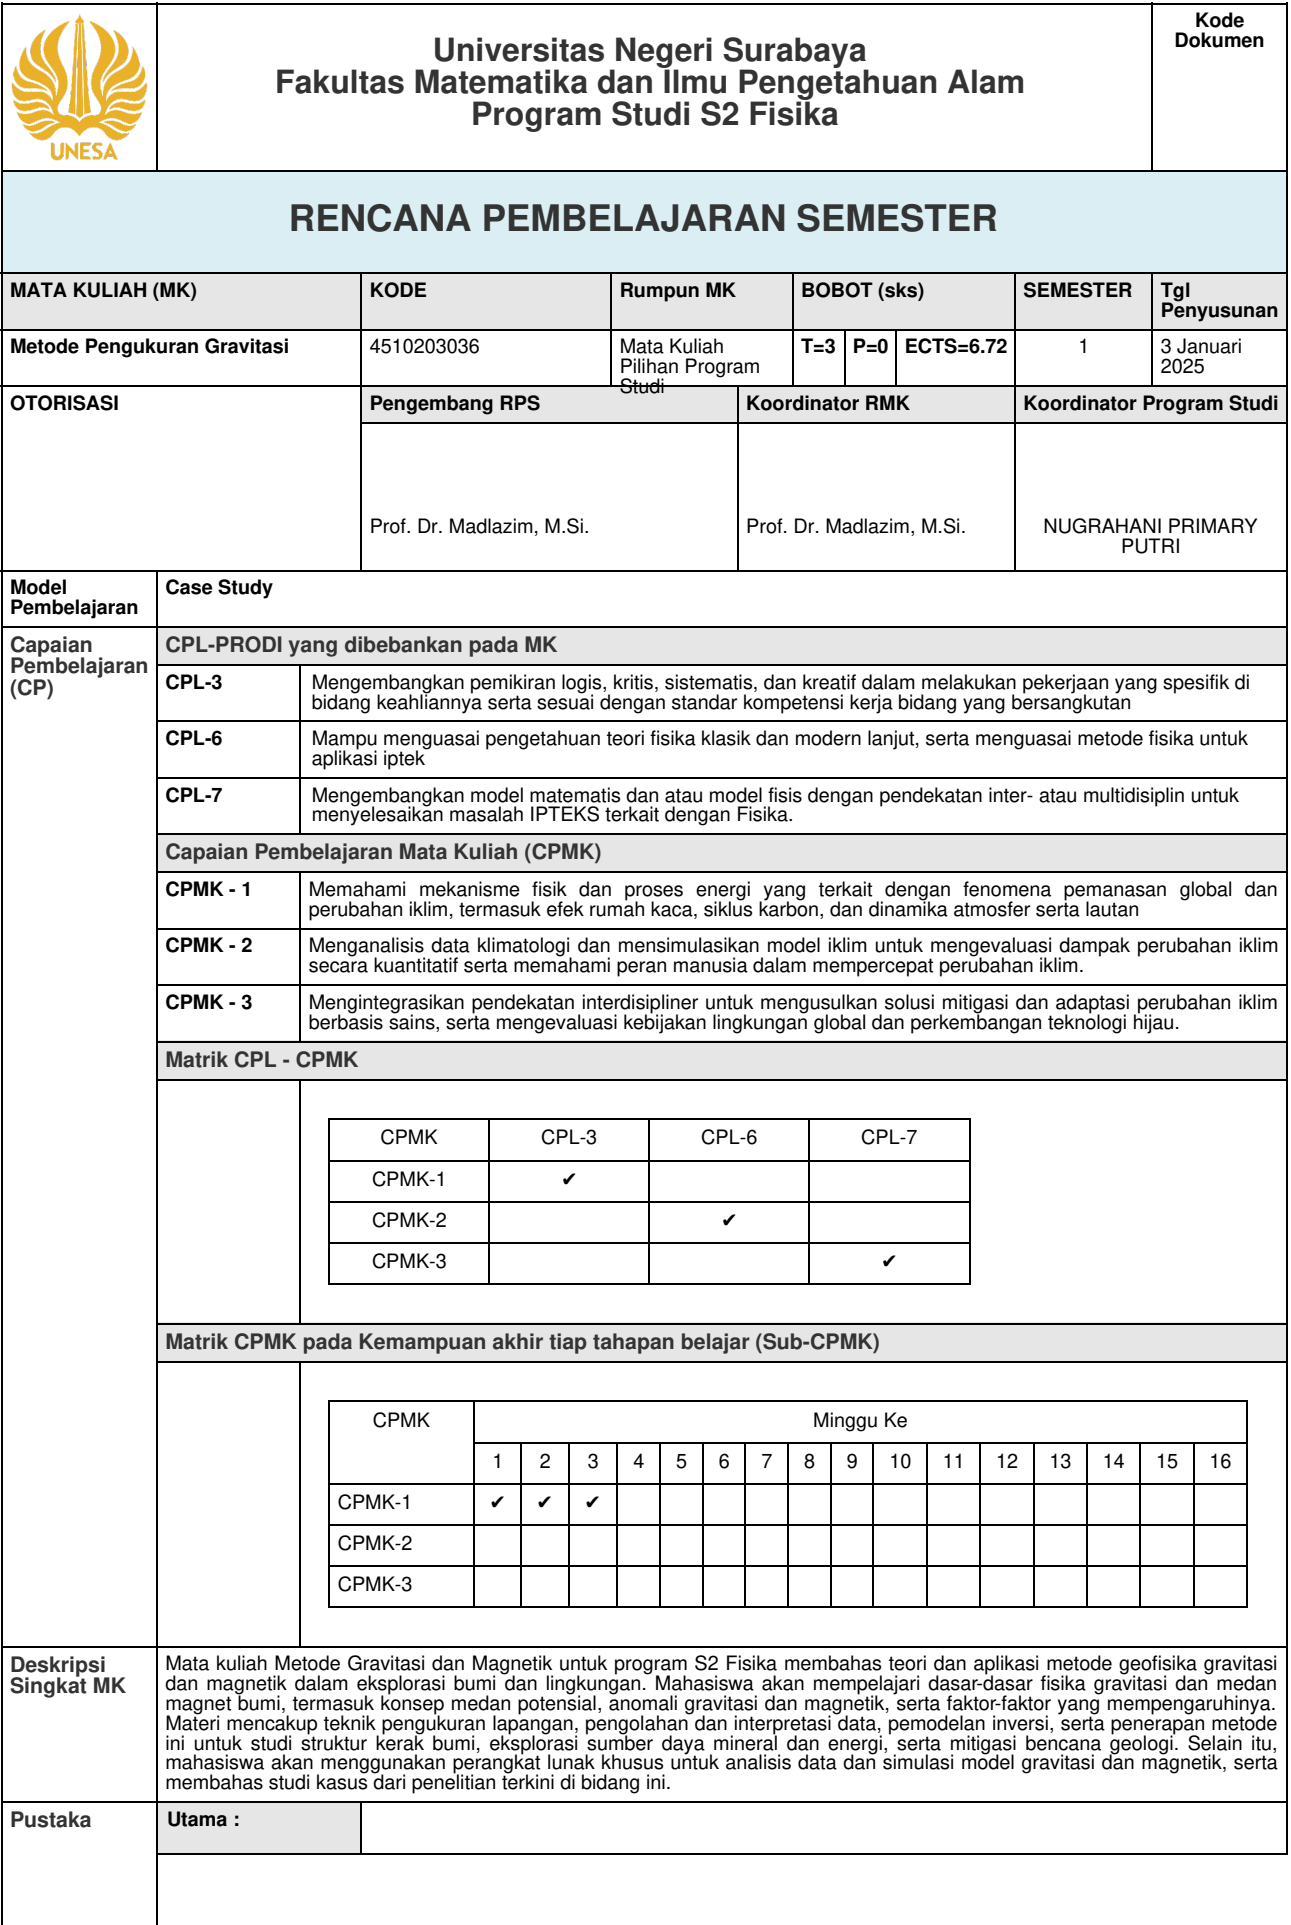 UNESA
Universitas Negeri Surabaya
Fakultas Matematika dan Ilmu Pengetahuan Alam
Program Studi S2 Fisika
Kode
Dokumen
RENCANA PEMBELAJARAN SEMESTER
MATA KULIAH (MK) KODE Rumpun MK BOBOT (sks) SEMESTER Tgl
Penyusunan
Metode Pengukuran Gravitasi 4510203036 Mata Kuliah
Pilihan Program
Studi T=3 P=0 ECTS=6.72 1 3 Januari
2025
OTORISASI Pengembang RPS Koordinator RMK Koordinator Program Studi
Prof. Dr. Madlazim, M.Si. Prof. Dr. Madlazim, M.Si. NUGRAHANI PRIMARY
PUTRI
Model
Pembelajaran
Case Study
Capaian
Pembelajaran
(CP)
CPL-PRODI yang dibebankan pada MK
CPL-3 Mengembangkan pemikiran logis, kritis, sistematis, dan kreatif dalam melakukan pekerjaan yang spesifik di
bidang keahliannya serta sesuai dengan standar kompetensi kerja bidang yang bersangkutan
CPL-6 Mampu menguasai pengetahuan teori fisika klasik dan modern lanjut, serta menguasai metode fisika untuk
aplikasi iptek
CPL-7 Mengembangkan model matematis dan atau model fisis dengan pendekatan inter- atau multidisiplin untuk
menyelesaikan masalah IPTEKS terkait dengan Fisika.
Capaian Pembelajaran Mata Kuliah (CPMK)
CPMK - 1 Memahami mekanisme fisik dan proses energi yang terkait dengan fenomena pemanasan global dan
perubahan iklim, termasuk efek rumah kaca, siklus karbon, dan dinamika atmosfer serta lautan
CPMK - 2 Menganalisis data klimatologi dan mensimulasikan model iklim untuk mengevaluasi dampak perubahan iklim
secara kuantitatif serta memahami peran manusia dalam mempercepat perubahan iklim.
CPMK - 3 Mengintegrasikan pendekatan interdisipliner untuk mengusulkan solusi mitigasi dan adaptasi perubahan iklim
berbasis sains, serta mengevaluasi kebijakan lingkungan global dan perkembangan teknologi hijau.
Matrik CPL - CPMK
CPMK CPL-3 CPL-6 CPL-7
CPMK-1 ✔
CPMK-2 ✔
CPMK-3 ✔
Matrik CPMK pada Kemampuan akhir tiap tahapan belajar (Sub-CPMK)
CPMK Minggu Ke
1 2 3 4 5 6 7 8 9 10 11 12 13 14 15 16
CPMK-1 ✔ ✔ ✔
CPMK-2
CPMK-3
Deskripsi
Singkat MK
Mata kuliah Metode Gravitasi dan Magnetik untuk program S2 Fisika membahas teori dan aplikasi metode geofisika gravitasi
dan magnetik dalam eksplorasi bumi dan lingkungan. Mahasiswa akan mempelajari dasar-dasar fisika gravitasi dan medan
magnet bumi, termasuk konsep medan potensial, anomali gravitasi dan magnetik, serta faktor-faktor yang mempengaruhinya.
Materi mencakup teknik pengukuran lapangan, pengolahan dan interpretasi data, pemodelan inversi, serta penerapan metode
ini untuk studi struktur kerak bumi, eksplorasi sumber daya mineral dan energi, serta mitigasi bencana geologi. Selain itu,
mahasiswa akan menggunakan perangkat lunak khusus untuk analisis data dan simulasi model gravitasi dan magnetik, serta
membahas studi kasus dari penelitian terkini di bidang ini.
Pustaka Utama :